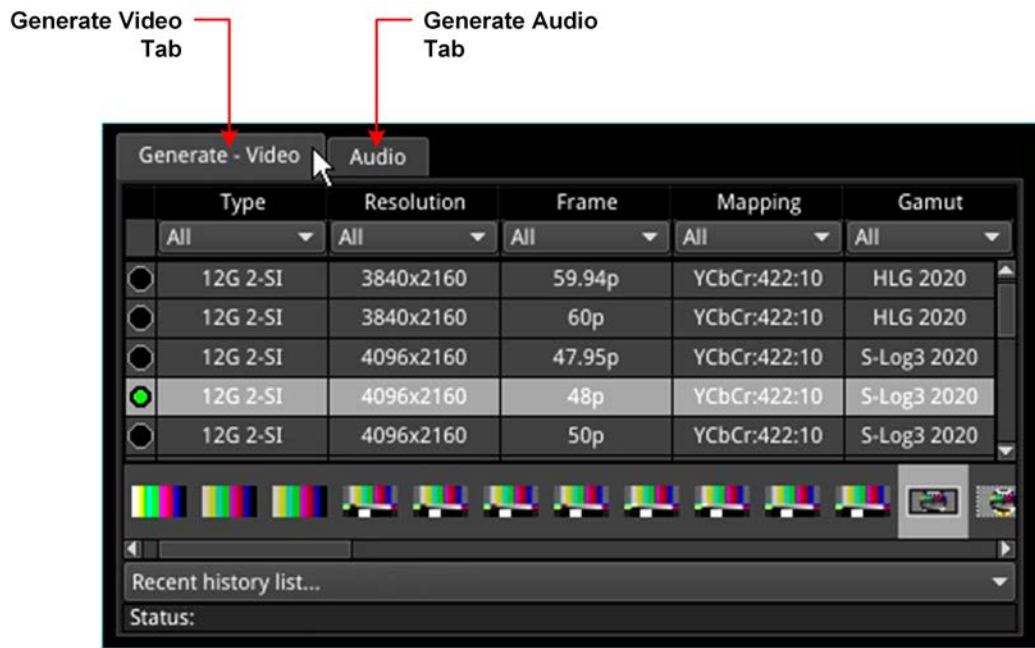 Generate Video Tab
Generate Audio Tab
Generate - Video Audio
Type Resolution Frame Mapping Gamut
All All All All All
12G 2-SI 3840x2160 59.94p YCbCr:422:10 HLG 2020
12G 2-SI 3840x2160 60p YCbCr:422:10 HLG 2020
12G 2-SI 4096x2160 47.95p YCbCr:422:10 S-Log3 2020
12G 2-SI 4096x2160 48p YCbCr:422:10 S-Log3 2020
12G 2-SI 4096x2160 50p YCbCr:422:10 S-Log3 2020
Recent history list...
Status: